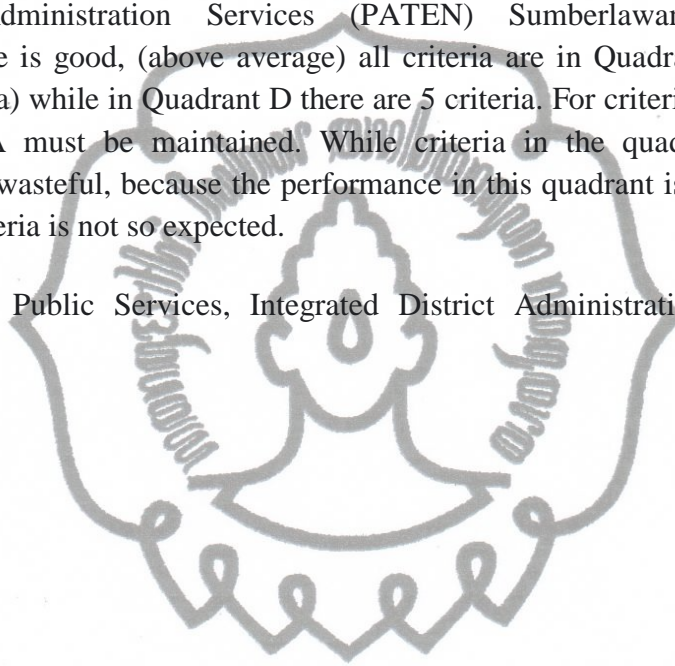 Administration Services (PATEN)
e is good, (above average) all criteria are in Quadra
a) while in Quadrant D there are 5 criteria. For criteri
A must be maintained. While criteria in the quad
wasteful, because the performance in this quadrant is
eria is not so expected.
Public Services, Integrated District Administrati